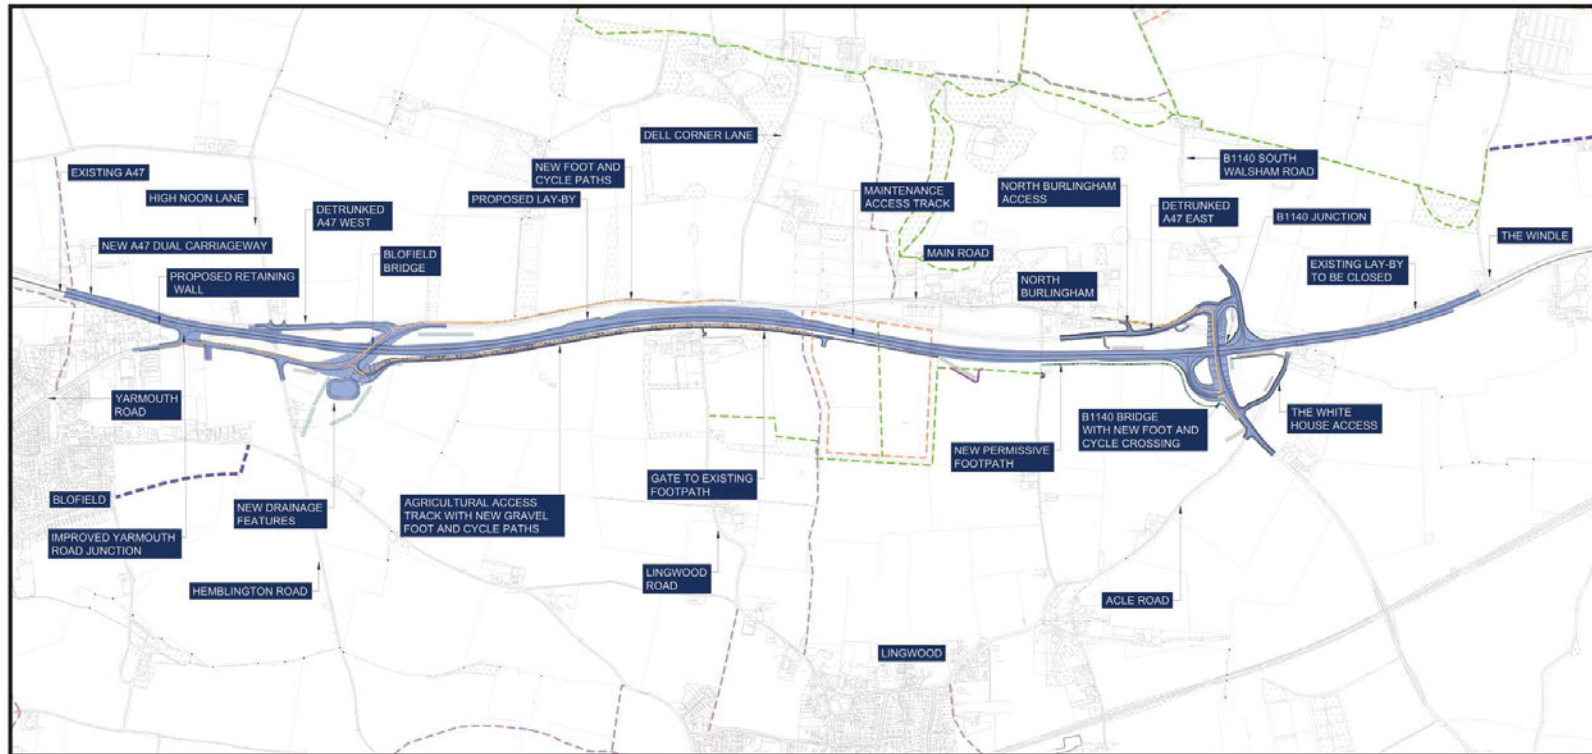 DELL CORNER LANE
B1140 SOUTH
WALSHAM ROAD
NEW FOOT AND
CYCLE PATHS
EXISTING A47
HIGH NOON LANE
PROPOSED LAY-BY
MAINTENANCE
ACCESS TRACK
NORTH BURLINGHAM
ACCESS
DETRUNKED
A47 EAST
B1140 JUNCTION
DETRUNKED
A47 WEST
THE WINDLE
NEW A47 DUAL CARRIAGEWAY
BLOFIELD
BRIDGE
MAIN ROAD
EXISTING LAY-BY
TO BE CLOSED
PROPOSED RETAINING
WALL
NORTH
BURLINGHAM
YARMOUTH
ROAD
B1140 BRIDGE
WITH NEW FOOT AND
CYCLE CROSSING
THE WHITE
HOUSE ACCESS
NEW PERMISSIVE
FOOTPATH
BLOFIELD
NEW DRAINAGE
FEATURES
AGRICULTURAL ACCESS
TRACK WITH NEW GRAVEL
FOOT AND CYCLE PATHS
GATE TO EXISTING
FOOTPATH
IMPROVED YARMOUTH
ROAD JUNCTION
HEMBLINGTON ROAD
LINGWOOD
ROAD
ACLE ROAD
LINGWOOD